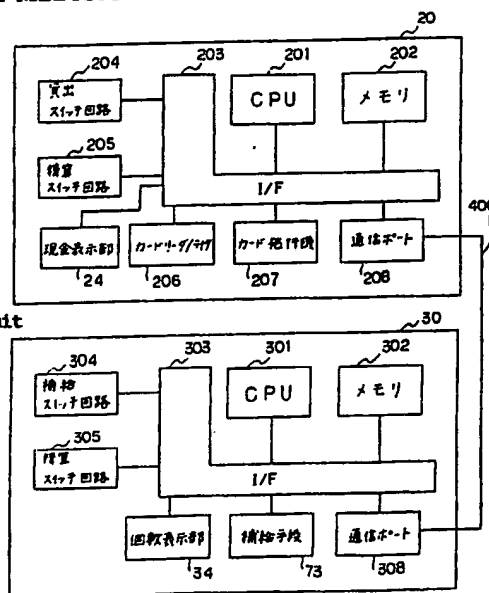 20
204
203
201
202
貸出
スイッチ回路
CPU
メモリ
205
精算
スイッチ回路
I/F
400
現金表示部
カードリーダ/ライタ
カード発行機
通信ポート
24
206
207
208
uit
30
304
303
301
302
補給
スイッチ回路
CPU
メモリ
305
スイッチ回路
I/F
回数表示部
補給手段
通信ポート
34
73
308